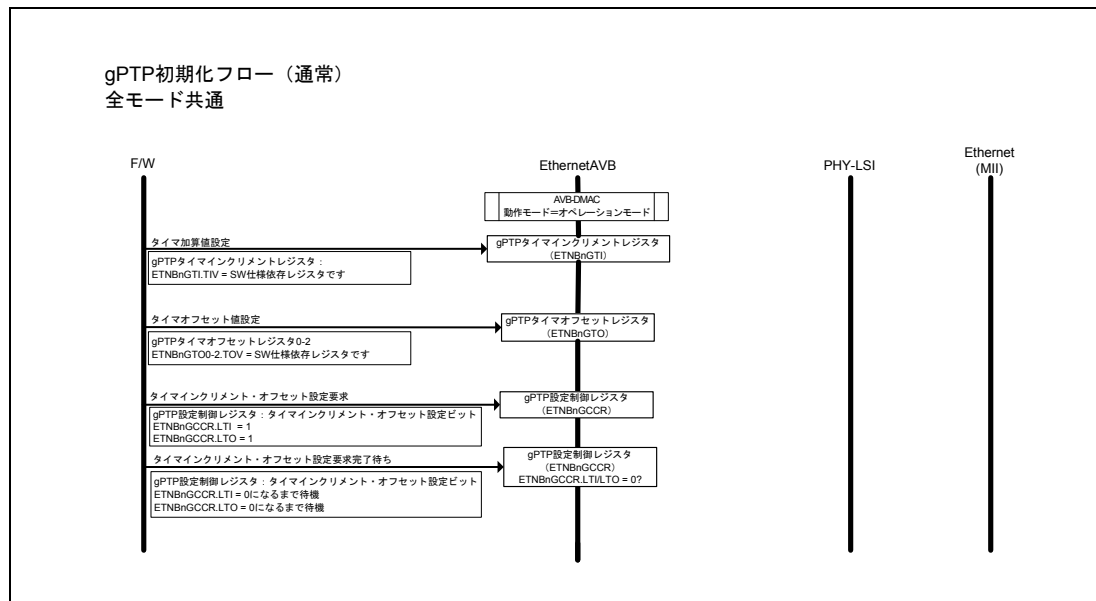 gPTP初期化フロー（通常）
全モード共通
F/W
EthernetAVB
PHY-LSI
Ethernet
(MII)
AVB-DMAC
動作モード＝オペレーションモード
タイマ加算値設定
gPTPタイマインクリメントレジスタ：
ETNBnGTI.TIV = SW仕様依存レジスタです
gPTPタイマインクリメントレジスタ
（ETNBnGTI）
タイマオフセット値設定
gPTPタイマオフセットレジスタ0-2
ETNBnGTO0-2.TOV = SW仕様依存レジスタです
gPTPタイマオフセットレジスタ
（ETNBnGTO）
タイマインクリメント・オフセット設定要求
gPTP設定制御レジスタ：タイマインクリメント・オフセット設定ビット
ETNBnGCCR.LTI = 1
ETNBnGCCR.LTO = 1
gPTP設定制御レジスタ
（ETNBnGCCR）
タイマインクリメント・オフセット設定要求完了待ち
gPTP設定制御レジスタ：タイマインクリメント・オフセット設定ビット
ETNBnGCCR.LTI = 0になるまで待機
ETNBnGCCR.LTO = 0になるまで待機
gPTP設定制御レジスタ
（ETNBnGCCR）
ETNBnGCCR.LTI/LTO = 0?